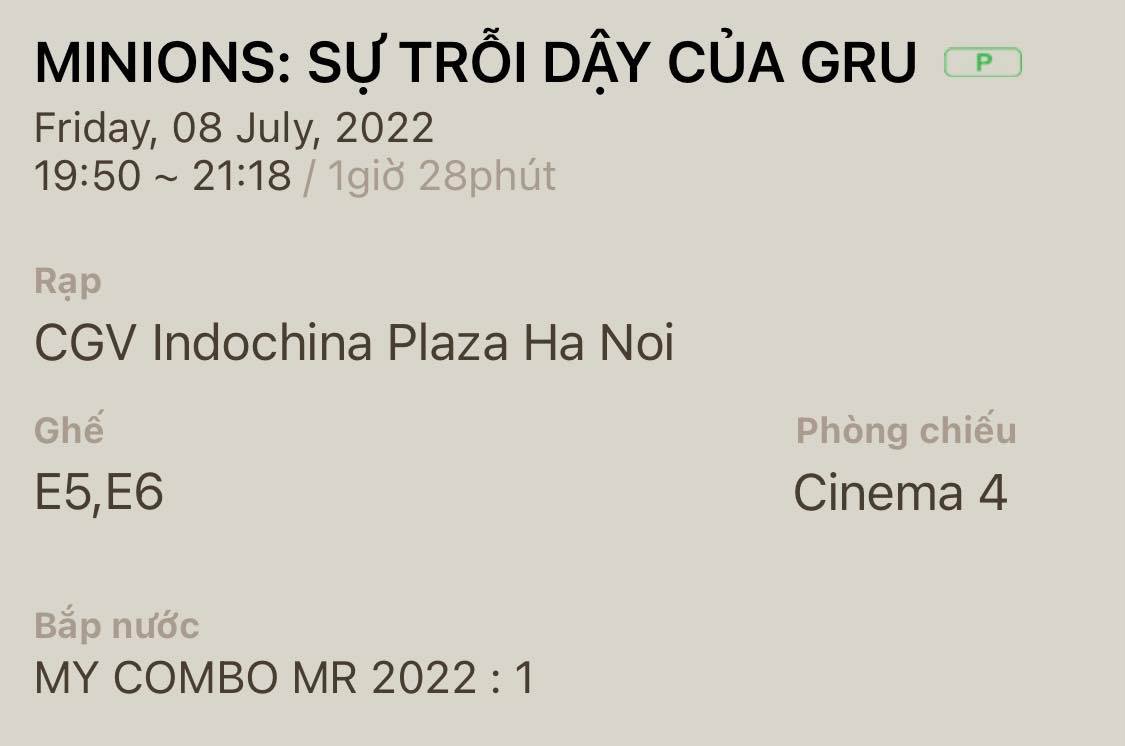 MINIONS: SỰ TRỖI DẬY CỦA GRU P
Friday, 08 July, 2022
19:50 ~ 21:18 / 1giờ 28phút
Rạp
CGV Indochina Plaza Ha Noi
Ghế Phòng chiếu
E5,E6 Cinema 4
Bắp nước
MY COMBO MR 2022 : 1